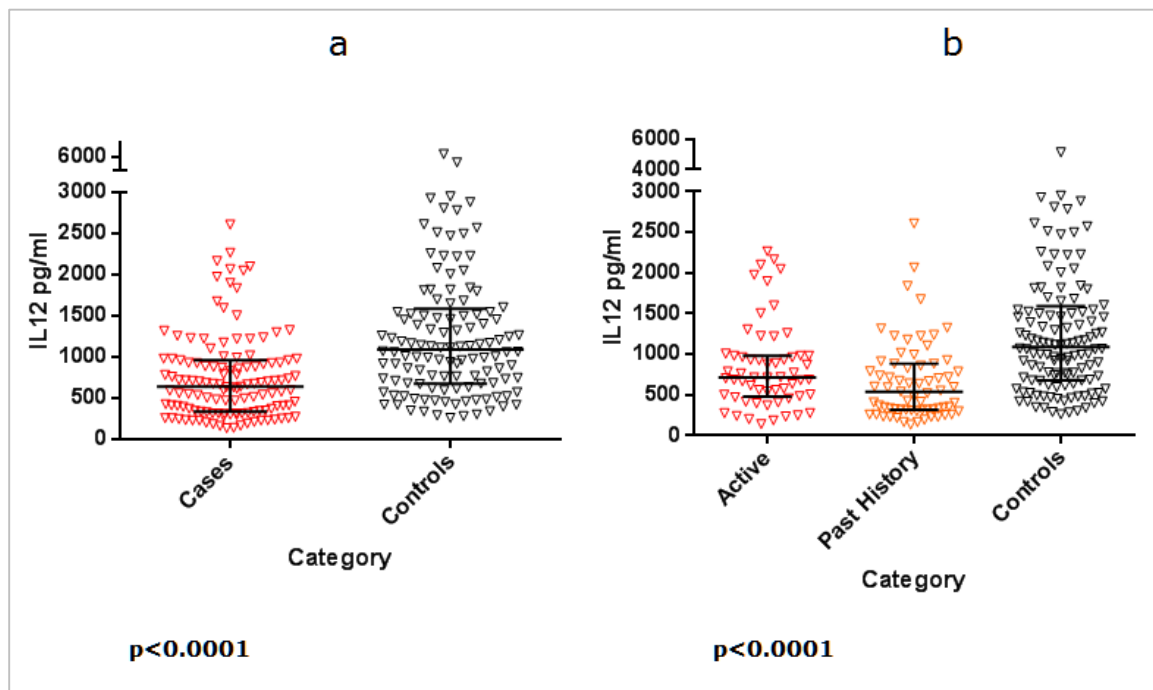 a
6000
3000
2500
2000
1500
1000
500
0
IL12 pg/ml
Cases
Controls
Category
p<0.0001
b
6000
4000
3000
2000
1500
1000
500
0
IL12 pg/ml
Active
Past History
Controls
Category
p<0.0001